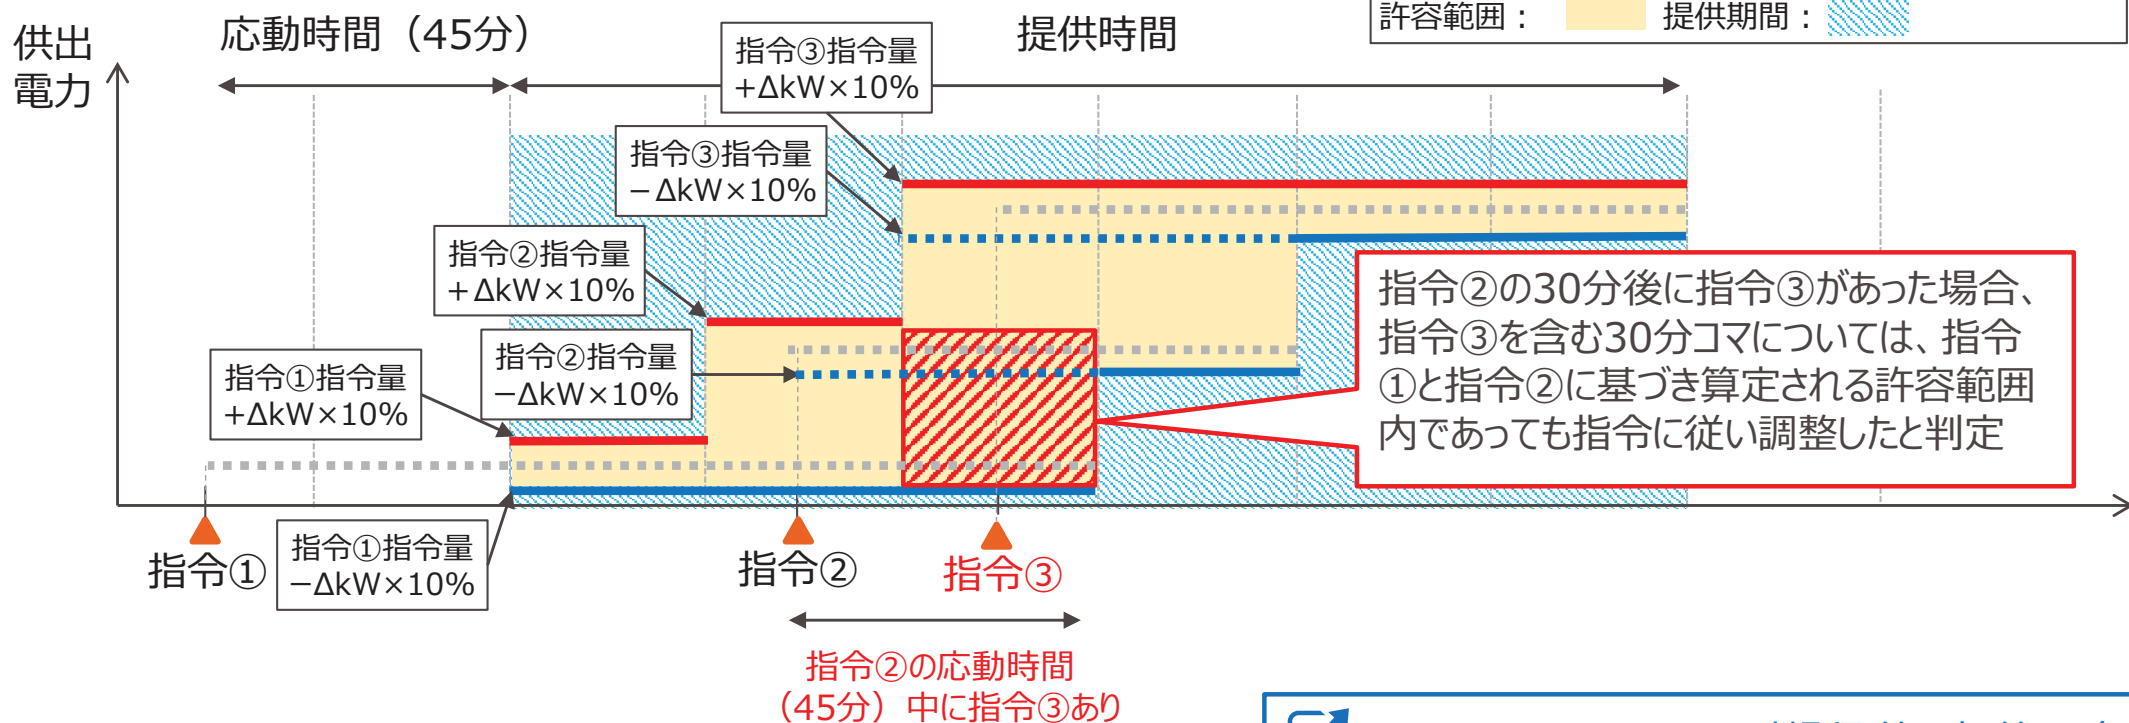 許容範囲： 提供期間：
供出
電力
応動時間（45分）
提供時間
指令③指令量
+ΔkW×10%
指令③指令量
－ΔkW×10%
指令②指令量
＋ΔkW×10%
指令②指令量
－ΔkW×10%
指令①指令量
+ΔkW×10%
指令①指令量
－ΔkW×10%
指令②の30分後に指令③があった場合、
指令③を含む30分コマについては、指令
①と指令②に基づき算定される許容範囲
内であっても指令に従い調整したと判定
指令①
指令②
指令③
指令②の応動時間
（45分）中に指令③あり